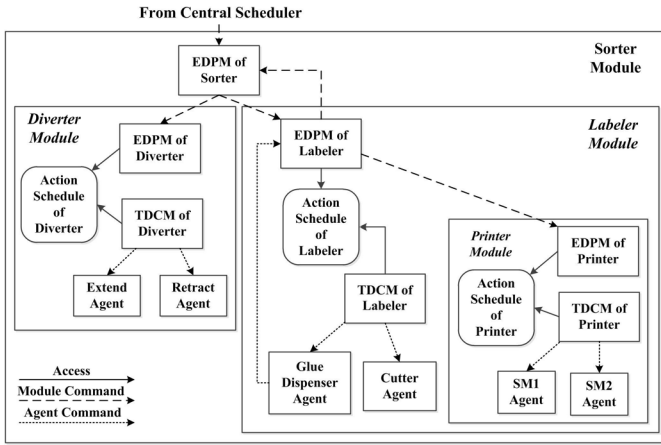 From Central Scheduler
Sorter
Module
EDPM of
Sorter
Diverter
Module
EDPM of
Diverter
Action
Schedule
of
Diverter
TDCM of
Diverter
Extend
Agent
Retract
Agent
Labeler
Module
EDPM of
Labeler
Action
Schedule
of
Labeler
TDCM of
Labeler
Glue
Dispenser
Agent
Cutter
Agent
Printer
Module
EDPM of
Printer
Action
Schedule
of
Printer
TDCM of
Printer
SM1
Agent
SM2
Agent
Access
Module Command
Agent Command